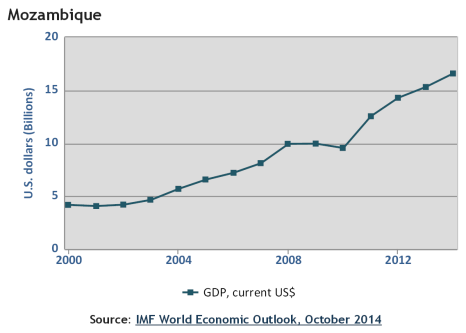 Mozambique
U.S. dollars (Billions)
20
15
10
5
0
2000
2004
2008
2012
GDP, current US$
Source: IMF World Economic Outlook, October 2014